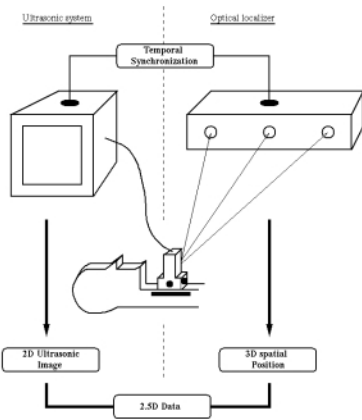 Ultrasonic system
Optical localizer
Temporal
Synchronization
2D Ultrasonic
Image
3D spatial
Position
2.5D Data